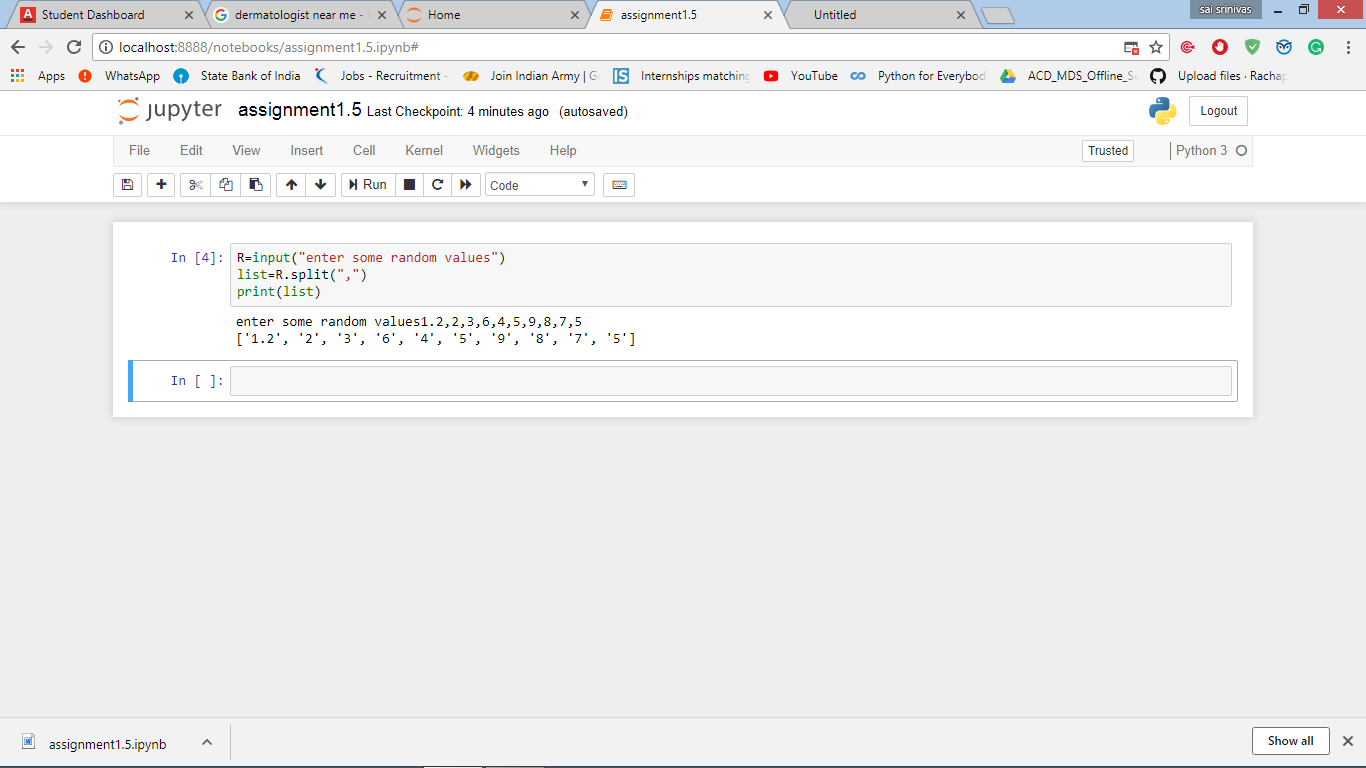 Student Dashboard
dermatologist near me -
Home
assignment1.5
Untitled
sai srinivas
localhost:8888/notebooks/assignment1.5.ipynb#
Apps
WhatsApp
State Bank of India
Jobs - Recruitment -
Join Indian Army | G
Internships matching
YouTube
Python for Everybod
ACD_MDS_Offline_Sc
Upload files · Rachap
jupyter assignment1.5 Last Checkpoint: 4 minutes ago (autosaved)
Logout
File Edit View Insert Cell Kernel Widgets Help
Trusted
Python 3
Run
Code
In [4]:
R=input("enter some random values")
list=R.split(",")
print(list)
enter some random values1.2,2,3,6,4,5,9,8,7,5
['1.2', '2', '3', '6', '4', '5', '9', '8', '7', '5']
In [ ]:
assignment1.5.ipynb
Show all